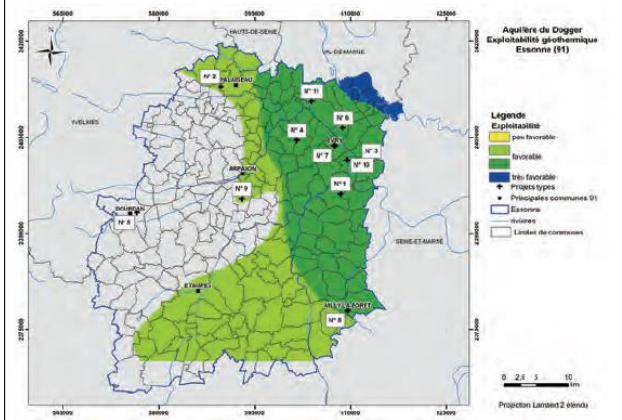 HAUTS-DE-SEINE
VAL-DE-MARNE
YVELINES
SEINE-ET-MARNE
N° 2
PALAISEAU
N° 11
N° 6
N° 4
EVRY
N° 7
N° 3
N° 10
ARPAJON
N° 9
N° 1
DOURDAN
N° 5
ETAMPES
MILLY-LA-FORET
N° 8
Aquifère de Dogger
Exploitabilité géothermique
Essonne (91)
Légende
Exploitabilité
peu favorable
favorable
très favorable
Projets types
Principales communes 91
Essonne
rivières
Limites de communes
0 2,5 5 10
km
Projection Lambert 2 étendu